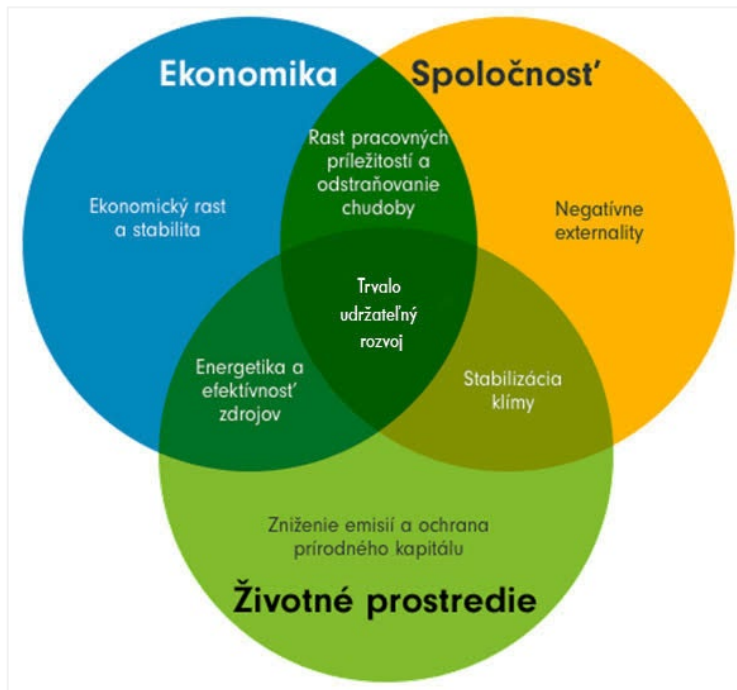 Ekonomika
Spoločnosť
Rast pracovných
príležitostí a
odstraňovanie
chudoby
Ekonomický rast
a stabilita
Negatívne
externality
Trvalo
udržateľný
rozvoj
Energetika a
efektívnosť
zdrojov
Stabilizácia
klímy
Zniženie emisií a ochrana
prírodného kapitálu
Životné prostredie